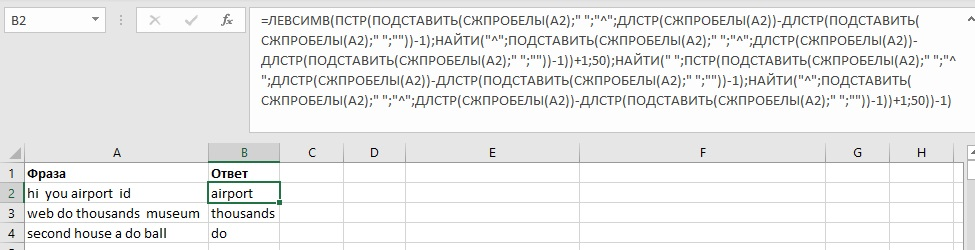 B2
fx
=ЛЕВСИМВ(ПСТР(ПОДСТАВИТЬ(СЖПРОБЕЛЫ(A2);" ";"^";ДЛСТР(СЖПРОБЕЛЫ(A2))-ДЛСТР(ПОДСТАВИТЬ(
СЖПРОБЕЛЫ(A2);" ";""))-1);НАЙТИ("^";ПОДСТАВИТЬ(СЖПРОБЕЛЫ(A2);" ";"^";ДЛСТР(СЖПРОБЕЛЫ(A2))-
ДЛСТР(ПОДСТАВИТЬ(СЖПРОБЕЛЫ(A2);" ";""))-1))+1;50);НАЙТИ(" ";ПСТР(ПОДСТАВИТЬ(СЖПРОБЕЛЫ(A2);" ";"^
";ДЛСТР(СЖПРОБЕЛЫ(A2))-ДЛСТР(ПОДСТАВИТЬ(СЖПРОБЕЛЫ(A2);" ";""))-1);НАЙТИ("^";ПОДСТАВИТЬ(
СЖПРОБЕЛЫ(A2);" ";"^";ДЛСТР(СЖПРОБЕЛЫ(A2))-ДЛСТР(ПОДСТАВИТЬ(СЖПРОБЕЛЫ(A2);" ";""))-1))+1;50))-1)
A B C D E F G H
1 Фраза Ответ
2 hi  you airport  id airport
3 web do thousands  museum thousands
4 second house a do ball do